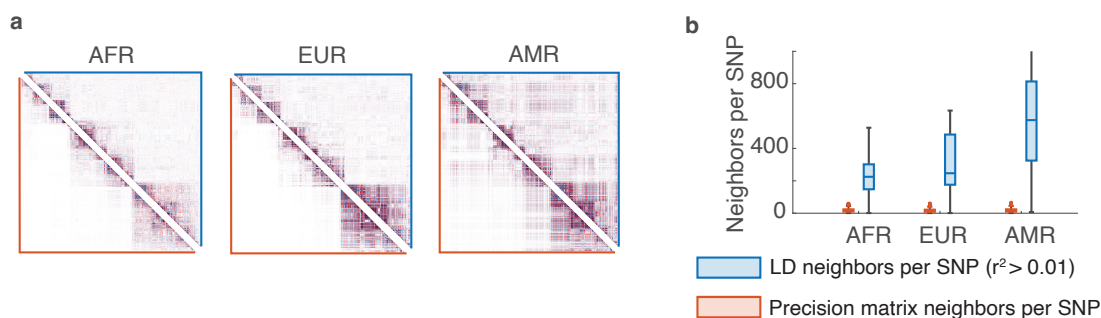 a
AFR
EUR
AMR
b
Neighbors per SNP
800
400
0
AFR
EUR
AMR
LD neighbors per SNP (r² > 0.01)
Precision matrix neighbors per SNP